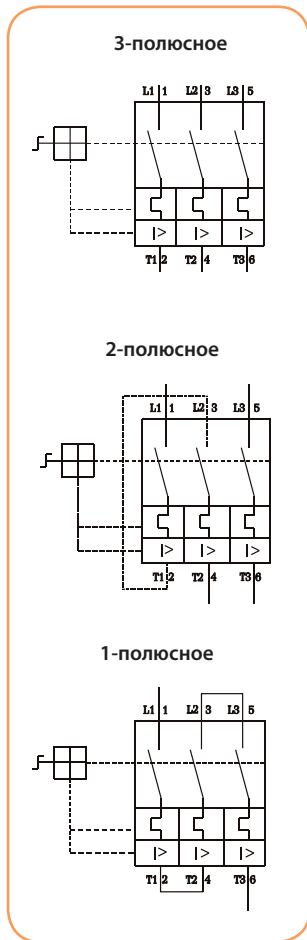 3-полюсное
L1 1 L2 3 L3 5
I> I> I>
T1 2 T2 4 T3 6
2-полюсное
L1 1 L2 3 L3 5
I> I> I>
T1 2 T2 4 T3 6
1-полюсное
L1 1 L2 3 L3 5
I> I> I>
T1 2 T2 4 T3 6